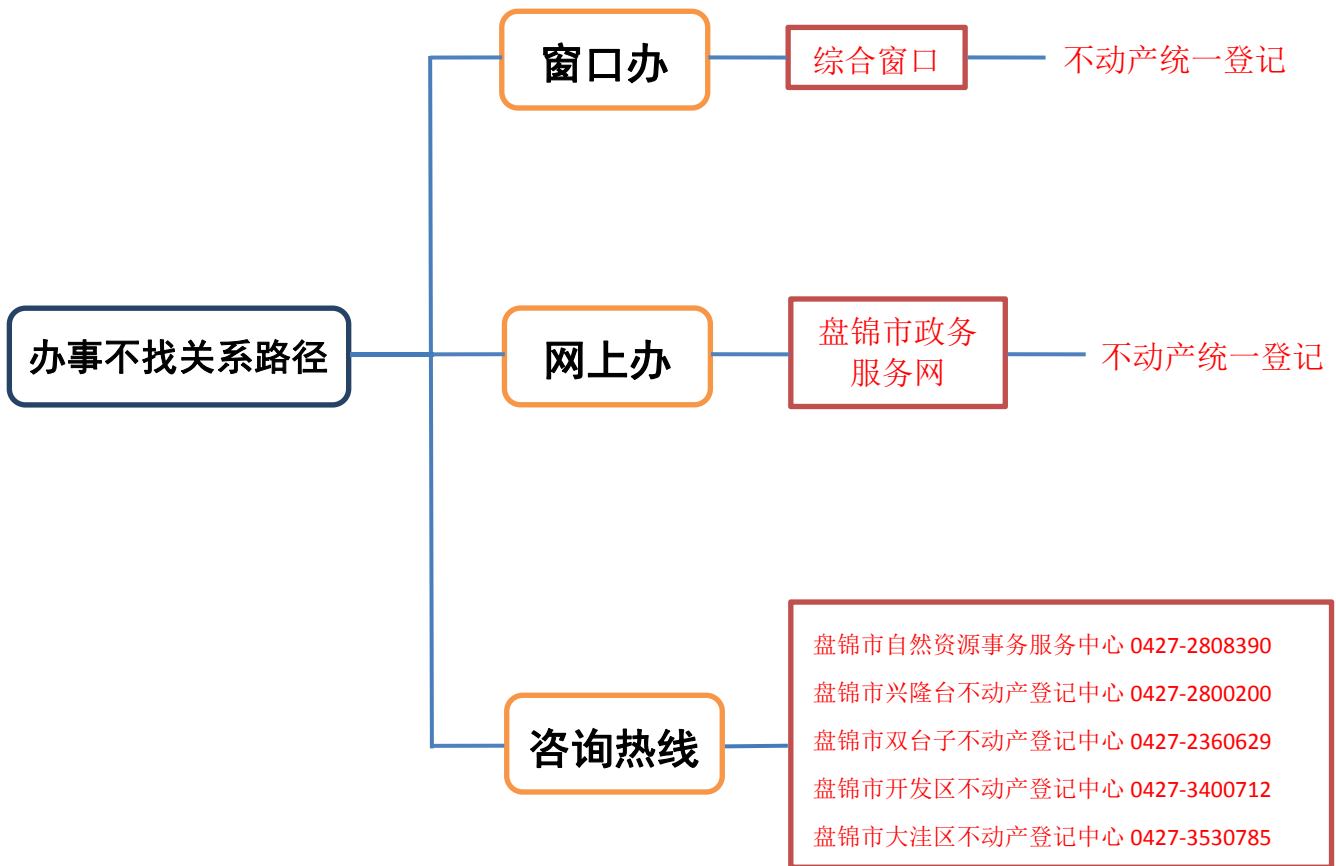 窗口办
综合窗口
不动产统一登记
办事不找关系路径
网上办
盘锦市政务
服务网
不动产统一登记
咨询热线
盘锦市自然资源事务服务中心 0427-2808390
盘锦市兴隆台不动产登记中心 0427-2800200
盘锦市双台子不动产登记中心 0427-2360629
盘锦市开发区不动产登记中心 0427-3400712
盘锦市大洼区不动产登记中心 0427-3530785